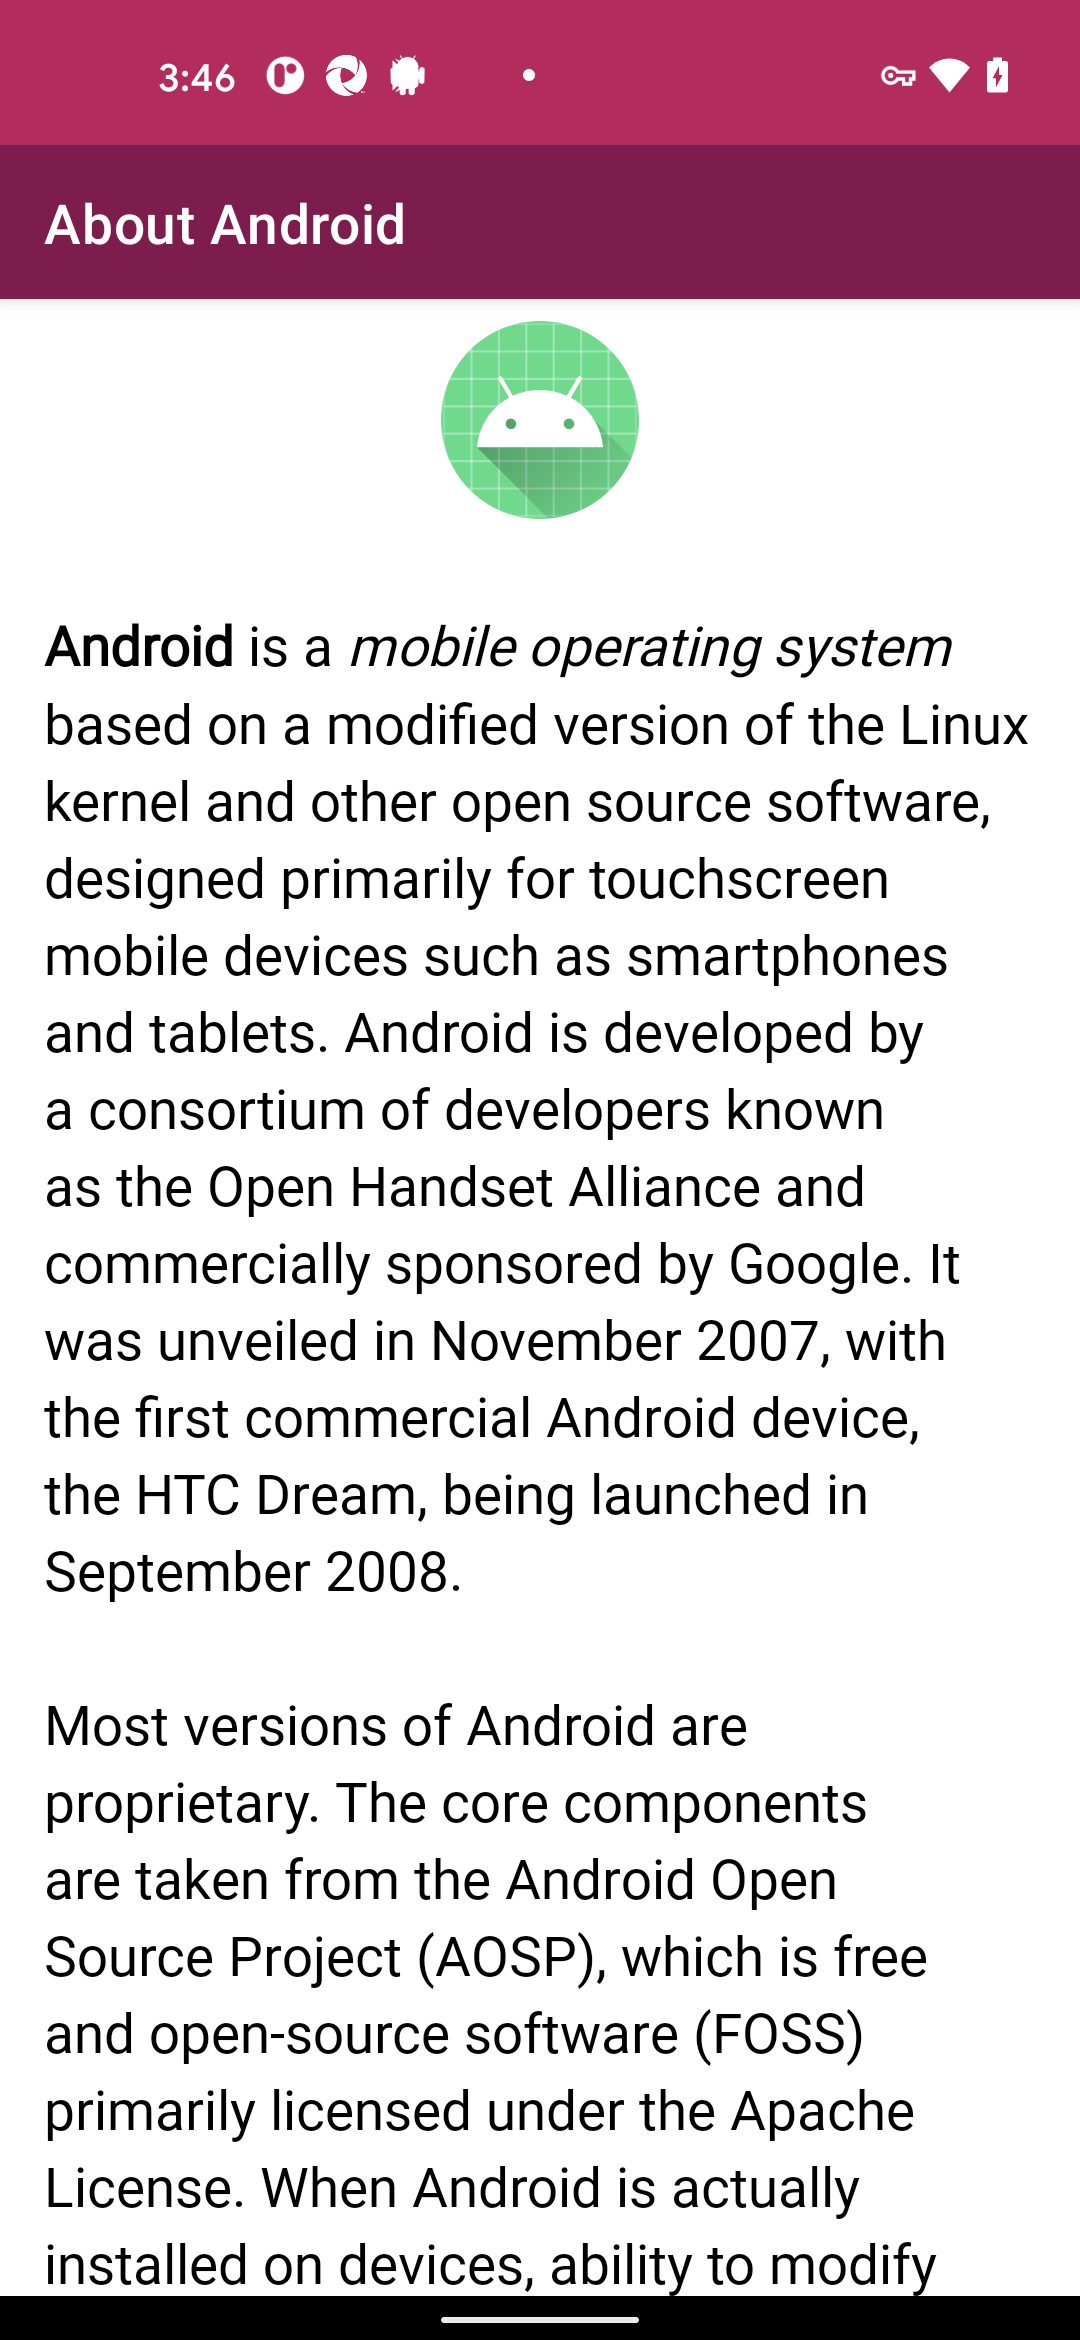 3:46
About Android
Android is a mobile operating system
based on a modified version of the Linux
kernel and other open source software,
designed primarily for touchscreen
mobile devices such as smartphones
and tablets. Android is developed by
a consortium of developers known
as the Open Handset Alliance and
commercially sponsored by Google. It
was unveiled in November 2007, with
the first commercial Android device,
the HTC Dream, being launched in
September 2008.
Most versions of Android are
proprietary. The core components
are taken from the Android Open
Source Project (AOSP), which is free
and open-source software (FOSS)
primarily licensed under the Apache
License. When Android is actually
installed on devices, ability to modify